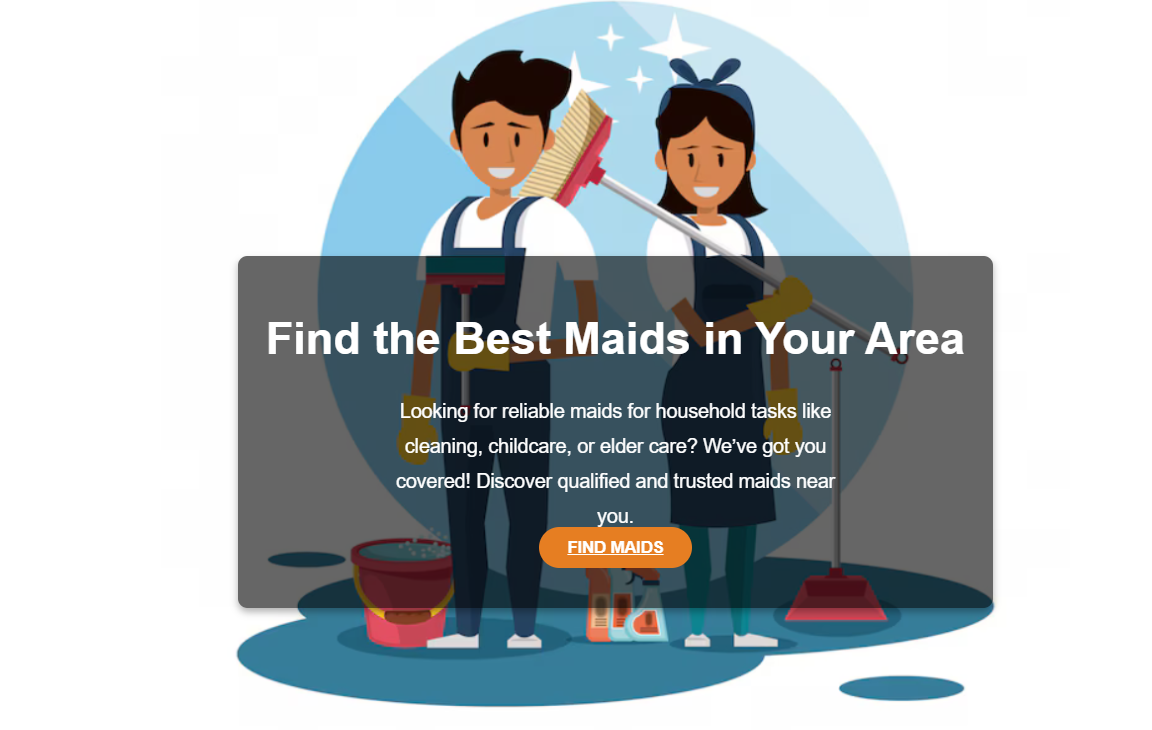 Find the Best Maids in Your Area
Looking for reliable maids for household tasks like
cleaning, childcare, or elder care? We’ve got you
covered! Discover qualified and trusted maids near
you.
FIND MAIDS